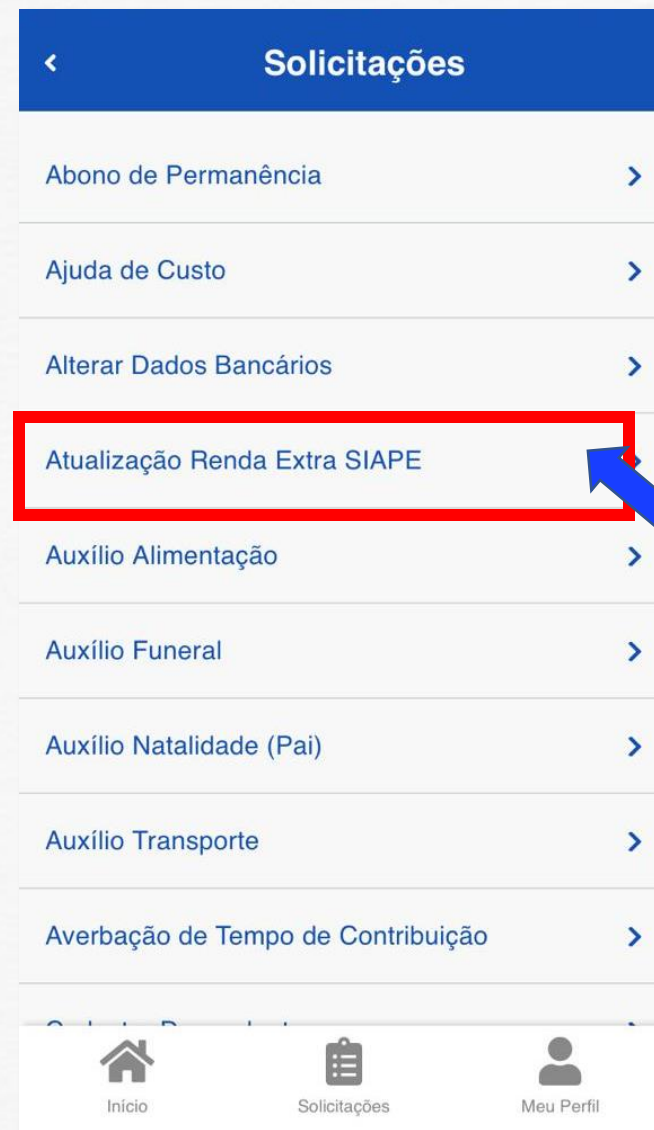 Solicitações
Abono de Permanência
Ajuda de Custo
Alterar Dados Bancários
Atualização Renda Extra SIAPE
Auxílio Alimentação
Auxílio Funeral
Auxílio Natalidade (Pai)
Auxílio Transporte
Averbação de Tempo de Contribuição
Início
Solicitações
Meu Perfil